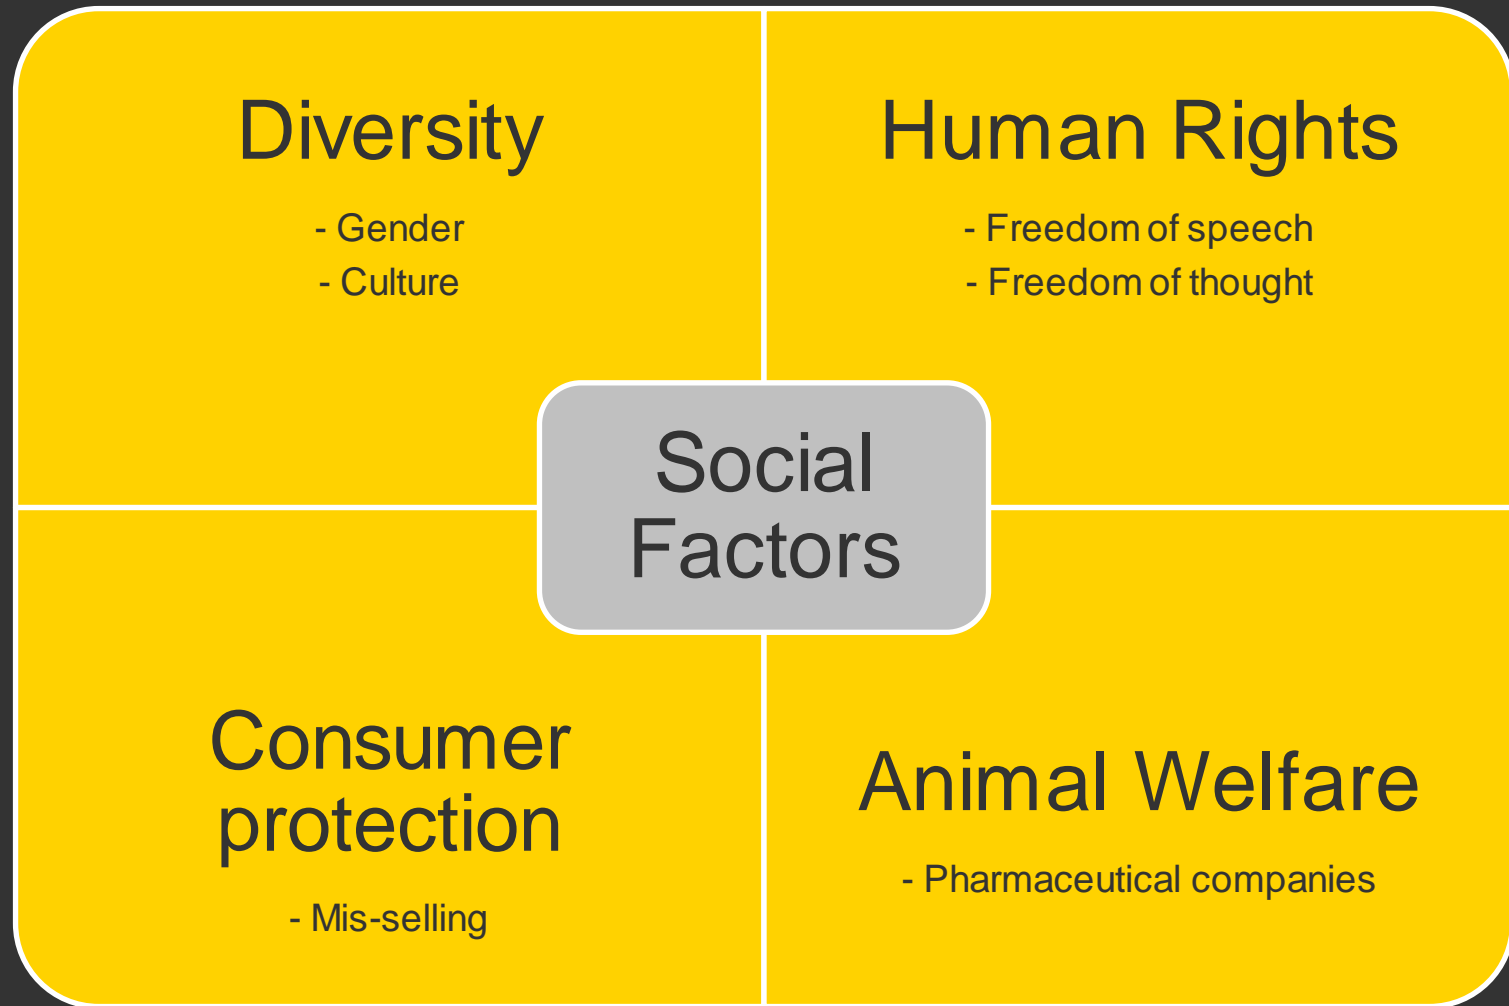 Diversity
- Gender
- Culture
Human Rights
- Freedom of speech
- Freedom of thought
Social
Factors
Consumer
protection
- Mis-selling
Animal Welfare
- Pharmaceutical companies